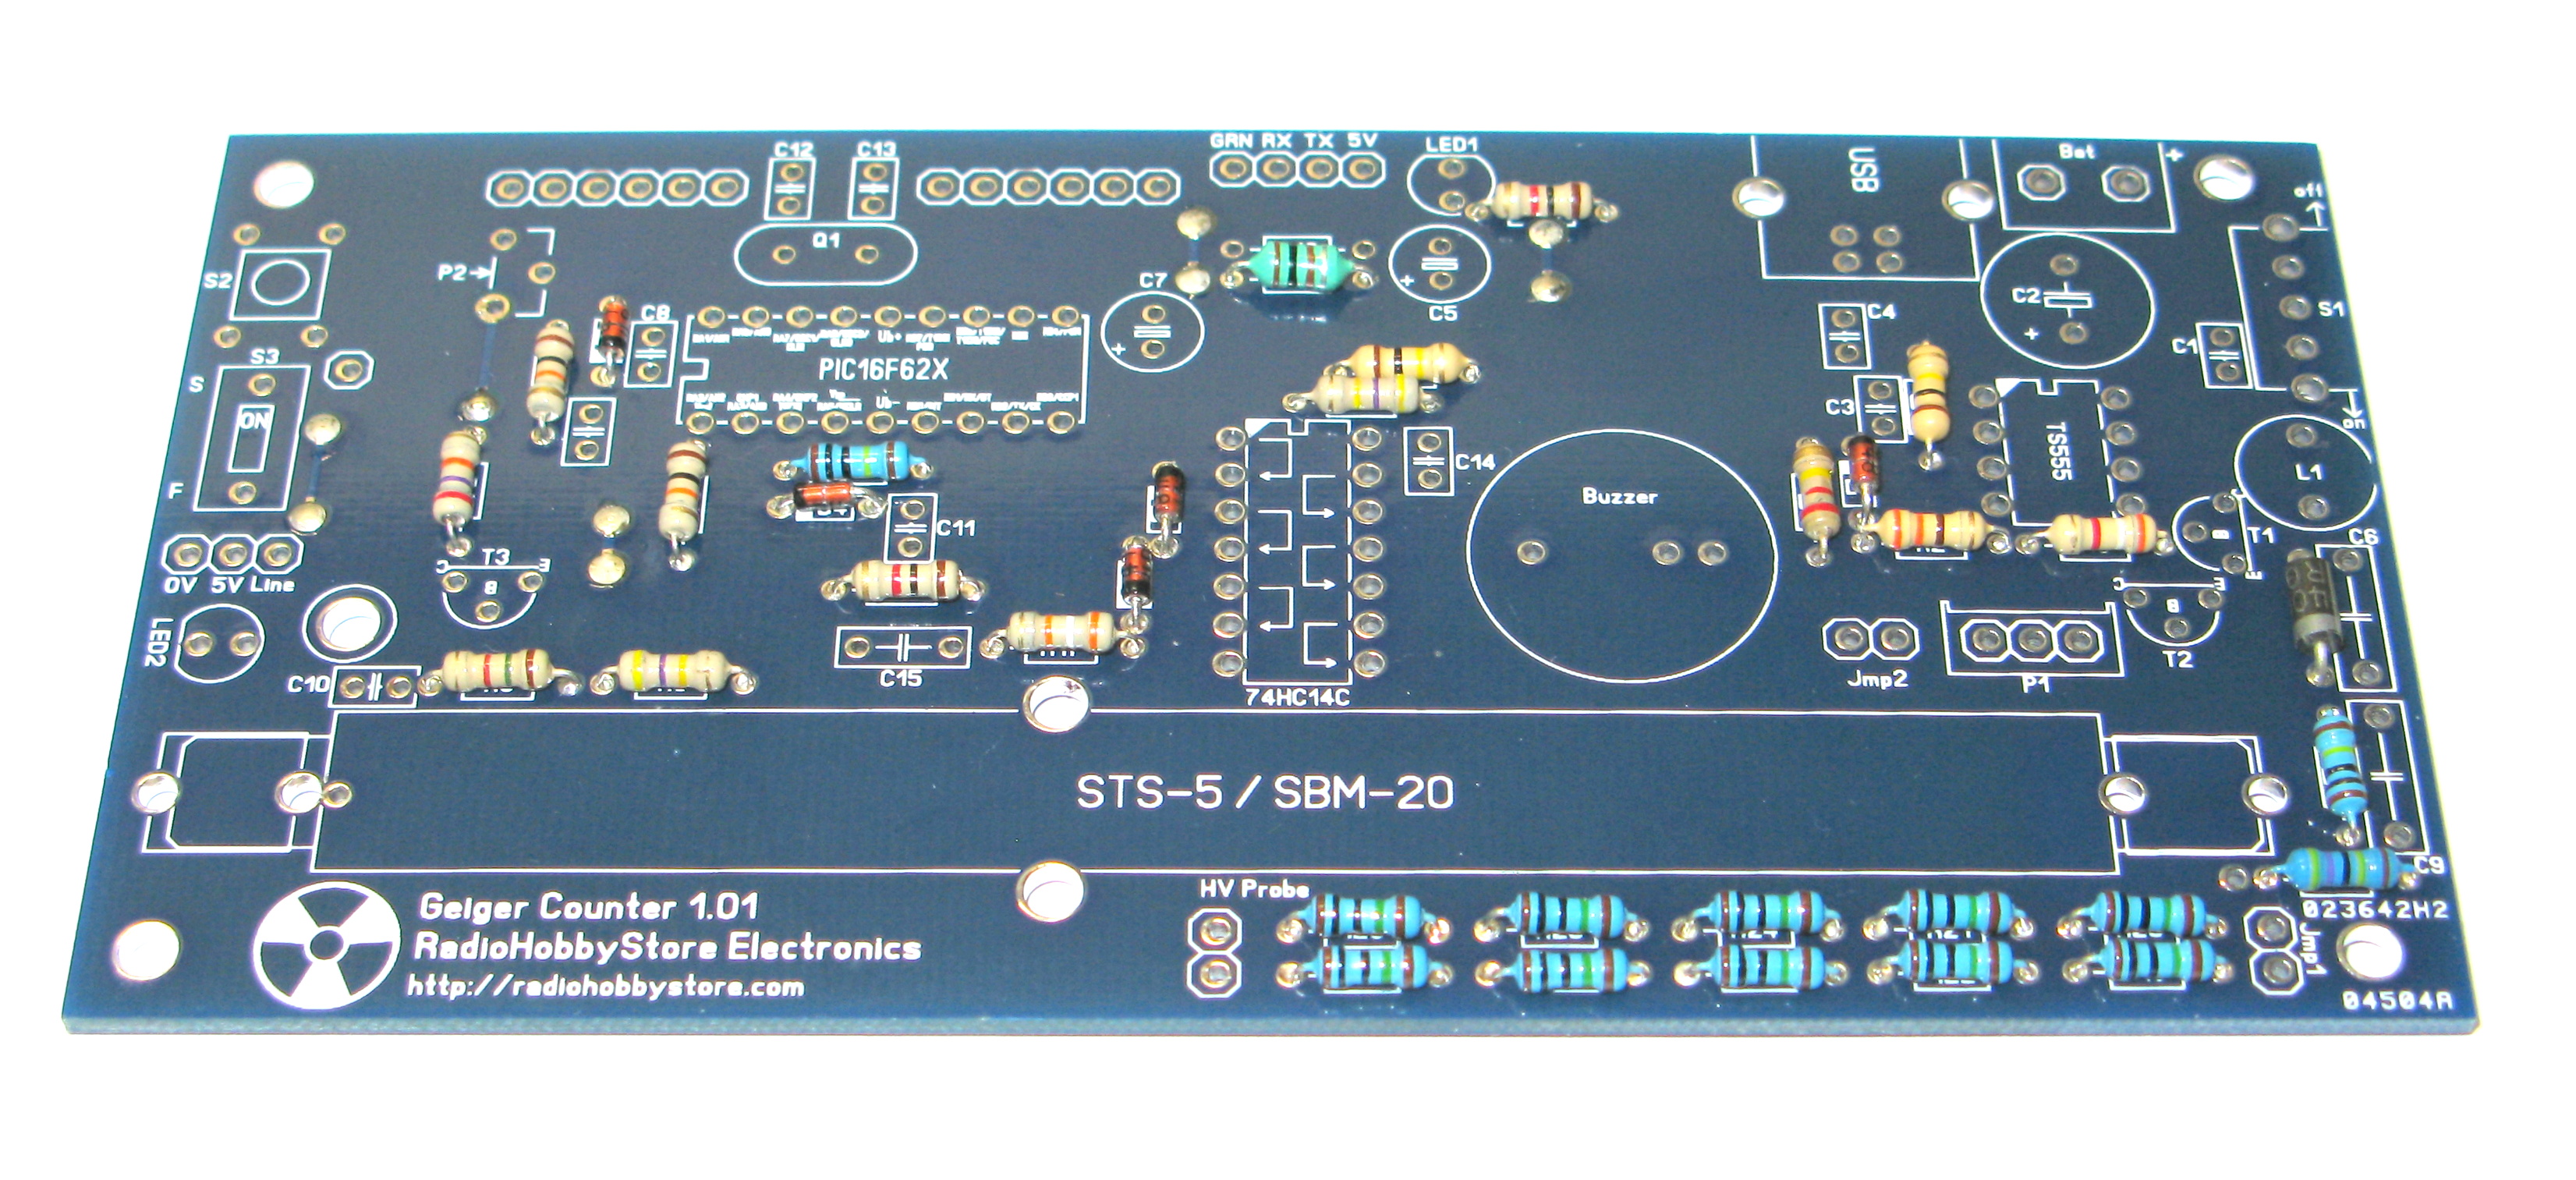 C12
C13
GRN RX TX 5V
LED1
USB
Bat
+
off
S2
P2
Q1
C7
+
C5
+
C2
+
S1
C8
C4
C1
S3
S
ON
F
PIC16F62X
C3
on
TS555
L1
C14
Buzzer
C11
T1
B
E
C6
0V 5V Line
T3
C
B
E
LED2
C
B
E
T2
C10
C15
74HC14C
Jmp2
P1
STS-5 / SBM-20
C9
HV Probe
Geiger Counter 1.01
RadioHobbyStore Electronics
http://radiohobbystore.com
023642H2
Jmp1
04504A